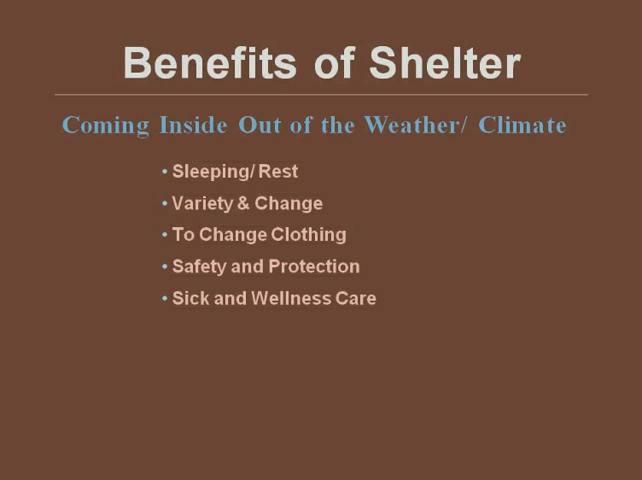 Benefits of Shelter
Coming Inside Out of the Weather/ Climate
• Sleeping/ Rest
• Variety & Change
• To Change Clothing
• Safety and Protection
• Sick and Wellness Care